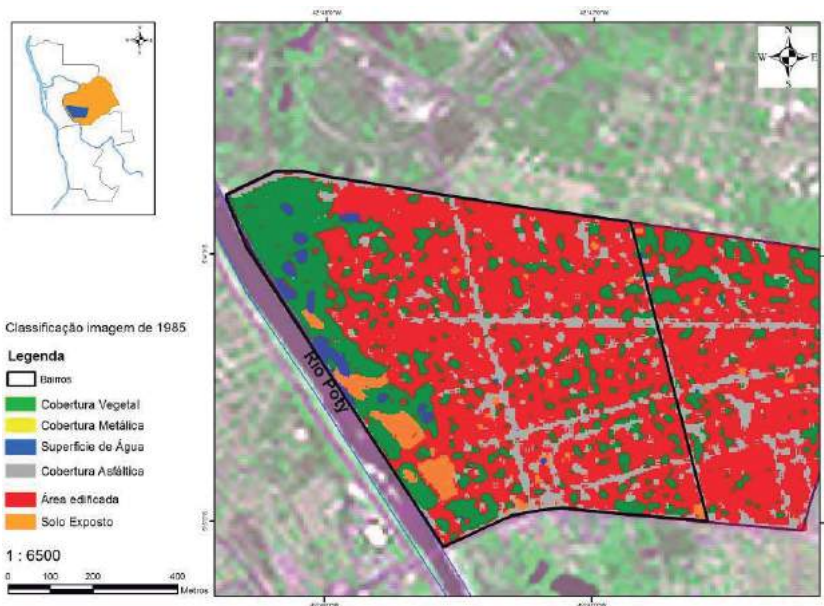 N
W E
S
Rio Poty
Classificação imagem de 1985
Legenda
Bairros
Cobertura Vegetal
Cobertura Metálica
Superfície de Água
Cobertura Asfáltica
Área edificada
Solo Exposto
1 : 6500
0 100 200 400
Metros